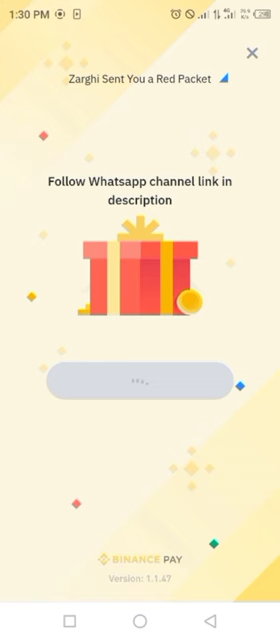 1:30 PM
Zarghi Sent You a Red Packet
Follow Whatsapp channel link in
description
BINANCE PAY
Version: 1.1.47